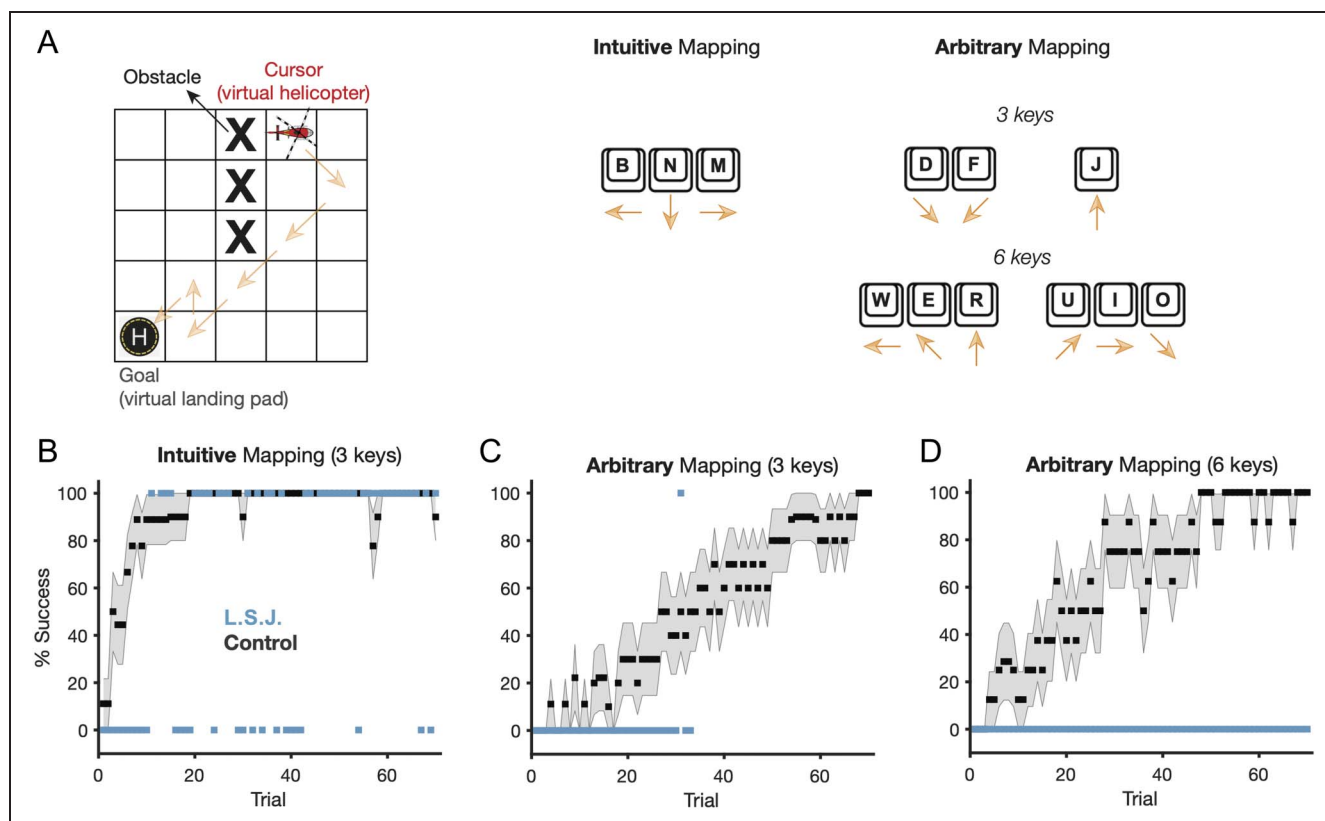 A
Obstacle
Cursor
(virtual helicopter)
X
X
X
H
Goal
(virtual landing pad)
Intuitive Mapping
B N M
Arbitrary Mapping
3 keys
D F J
6 keys
W E R U I O
B
Intuitive Mapping (3 keys)
% Success
100
80
60
40
20
0
L.S.J.
Control
0 20 40 60
Trial
C
Arbitrary Mapping (3 keys)
100
80
60
40
20
0
0 20 40 60
Trial
D
Arbitrary Mapping (6 keys)
100
80
60
40
20
0
0 20 40 60
Trial